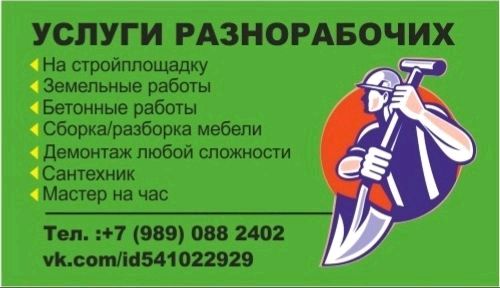 УСЛУГИ РАЗНОРАБОЧИХ
На стройплощадку
Земельные работы
Бетонные работы
Сборка/разборка мебели
Демонтаж любой сложности
Сантехник
Мастер на час
Тел. :+7 (989) 088 2402
vk.com/id541022929